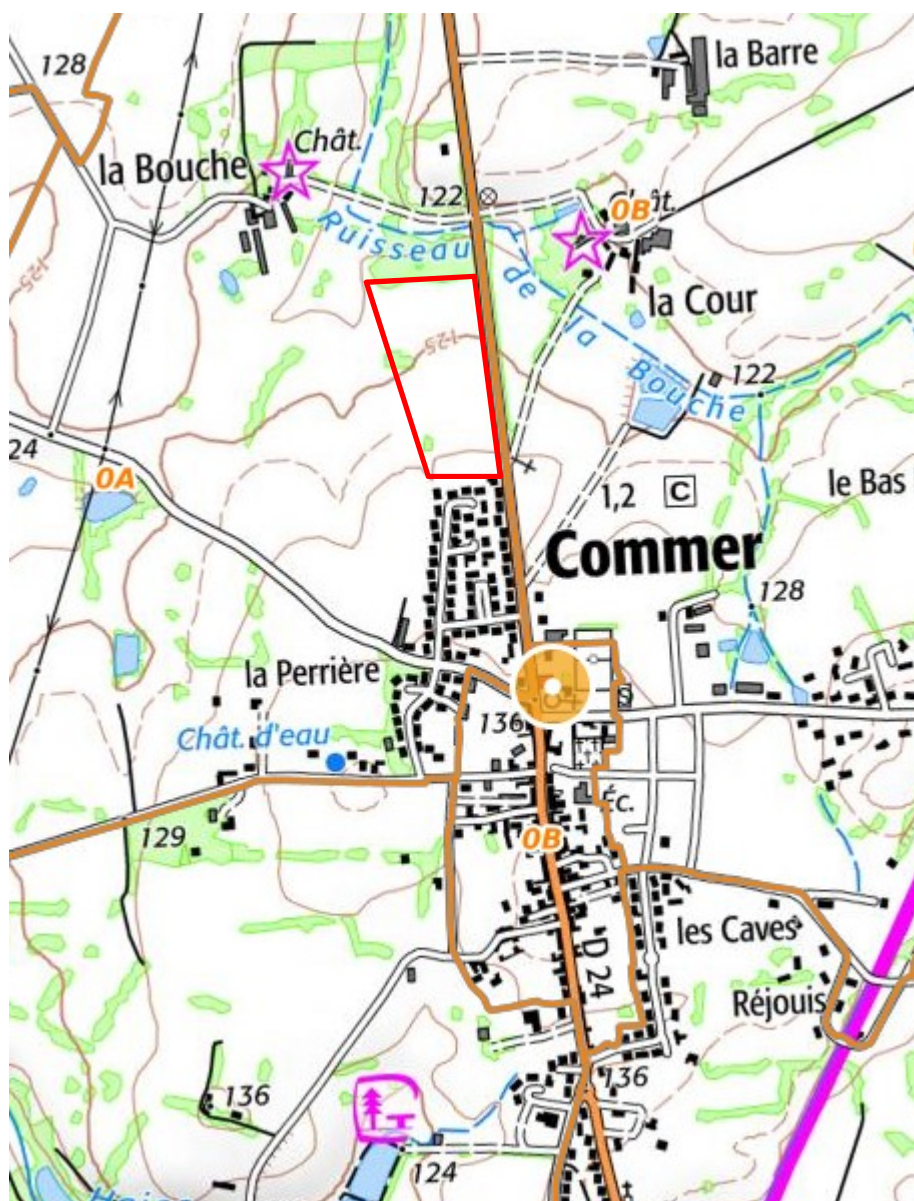 128
la Barre
Chât.
la Bouche
122
Chât.
0B
Ruisseau de la Bouche
la Cour
125
125
122
24
0A
1,2 C
le Bas
Commer
128
la Perrière
136
Chât. d'eau
Éc.
129
0B
les Caves
D 24
Réjouis
136
136
124